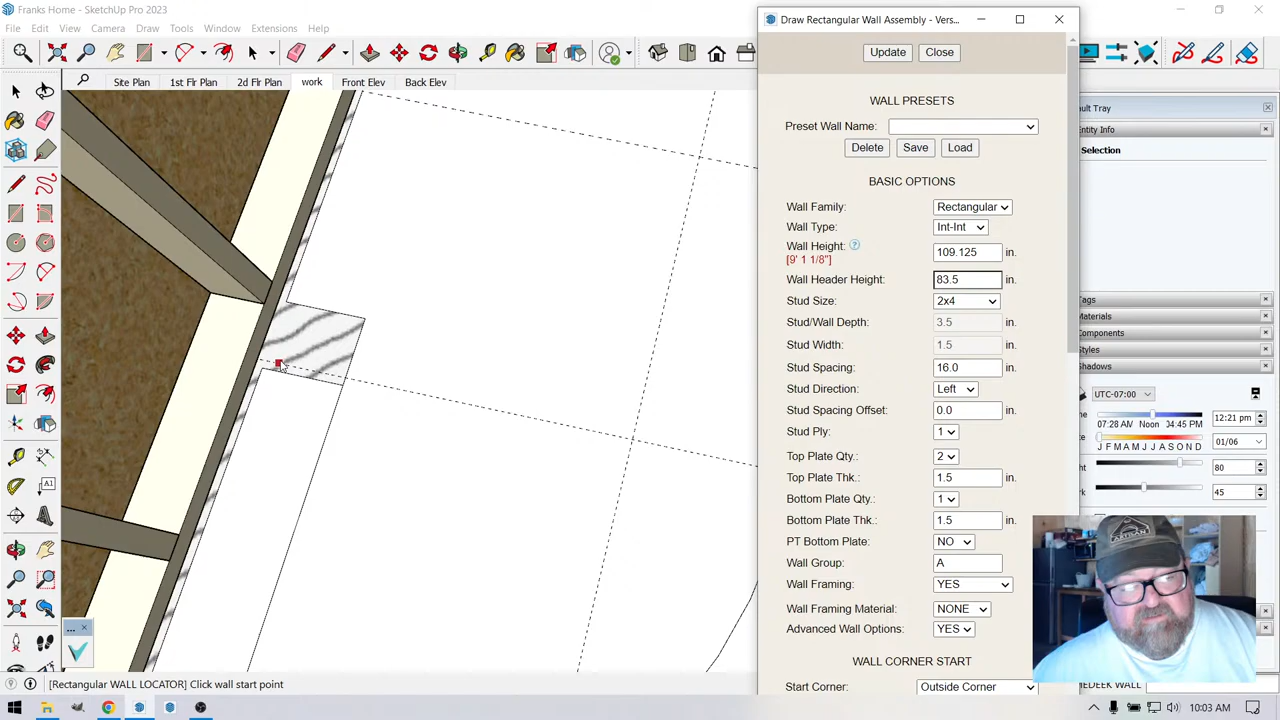 Franks Home - SketchUp Pro 2023
File Edit View Camera Draw Tools Window Extensions Help
Site Plan 1st Flr Plan 2d Flr Plan work Front Elev Back Elev
Draw Rectangular Wall Assembly - Vers...
Update Close
WALL PRESETS
Preset Wall Name:
Delete Save Load
BASIC OPTIONS
Wall Family: Rectangular
Wall Type: Int-Int
Wall Height: ? 109.125 in.
[9' 1 1/8"]
Wall Header Height: 83.5 in.
Stud Size: 2x4
Stud/Wall Depth: 3.5 in.
Stud Width: 1.5 in.
Stud Spacing: 16.0 in.
Stud Direction: Left
Stud Spacing Offset: 0.0 in.
Stud Ply: 1
Top Plate Qty.: 2
Top Plate Thk.: 1.5 in.
Bottom Plate Qty.: 1
Bottom Plate Thk.: 1.5 in.
PT Bottom Plate: NO
Wall Group: A
Wall Framing: YES
Wall Framing Material: NONE
Advanced Wall Options: YES
WALL CORNER START
Start Corner: Outside Corner
ault Tray
Entity Info
Selection
Tags
Materials
Components
Styles
Shadows
UTC-07:00
me 07:28 AM Noon 04:45 PM 12:21 pm
te J F M A M J J A S O N D 01/06
ht 80
rk 45
A1
...
[Rectangular WALL LOCATOR] Click wall start point
MEDEEK WALL
10:03 AM